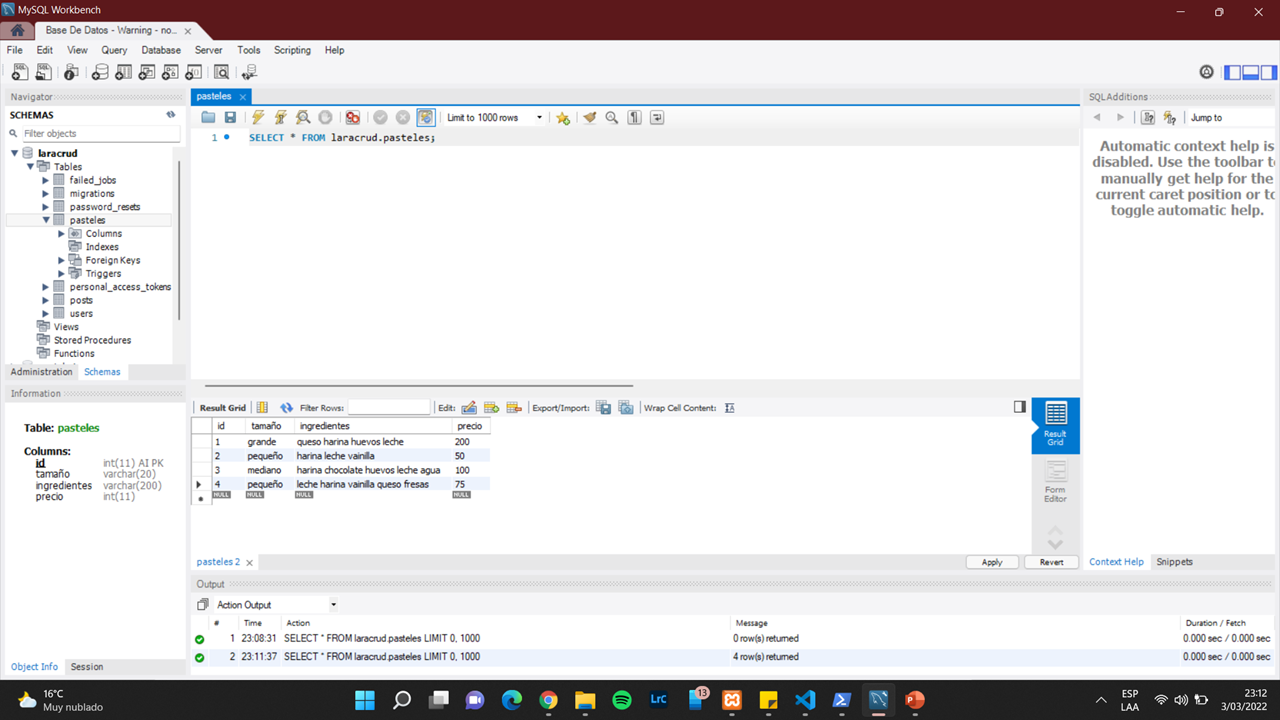 MySQL Workbench
Base De Datos - Warning - no...
File Edit View Query Database Server Tools Scripting Help
Navigator
SCHEMAS
Filter objects
laracrud
Tables
failed_jobs
migrations
password_resets
pasteles
Columns
Indexes
Foreign Keys
Triggers
personal_access_tokens
posts
users
Views
Stored Procedures
Functions
Administration Schemas
Information
Table: pasteles
Columns:
id int(11) AI PK
tamaño varchar(20)
ingredientes varchar(200)
precio int(11)
Object Info Session
pasteles
Limit to 1000 rows
1 SELECT * FROM laracrud.pasteles;
Result Grid Filter Rows: Edit: Export/Import: Wrap Cell Content:
id tamaño ingredientes precio
1 grande queso harina huevos leche 200
2 pequeño harina leche vainilla 50
3 mediano harina chocolate huevos leche agua 100
4 pequeño leche harina vainilla queso fresas 75
NULL NULL NULL NULL
Result
Grid
Form
Editor
pasteles 2 Apply Revert
SQLAdditions
Jump to
Automatic context help is
disabled. Use the toolbar t
manually get help for the
current caret position or to
toggle automatic help.
Context Help Snippets
Output
Action Output
# Time Action Message Duration / Fetch
1 23:08:31 SELECT * FROM laracrud.pasteles LIMIT 0, 1000 0 row(s) returned 0.000 sec / 0.000 sec
2 23:11:37 SELECT * FROM laracrud.pasteles LIMIT 0, 1000 4 row(s) returned 0.000 sec / 0.000 sec
16°C
Muy nublado
LrC
13
ESP
LAA
23:12
3/03/2022